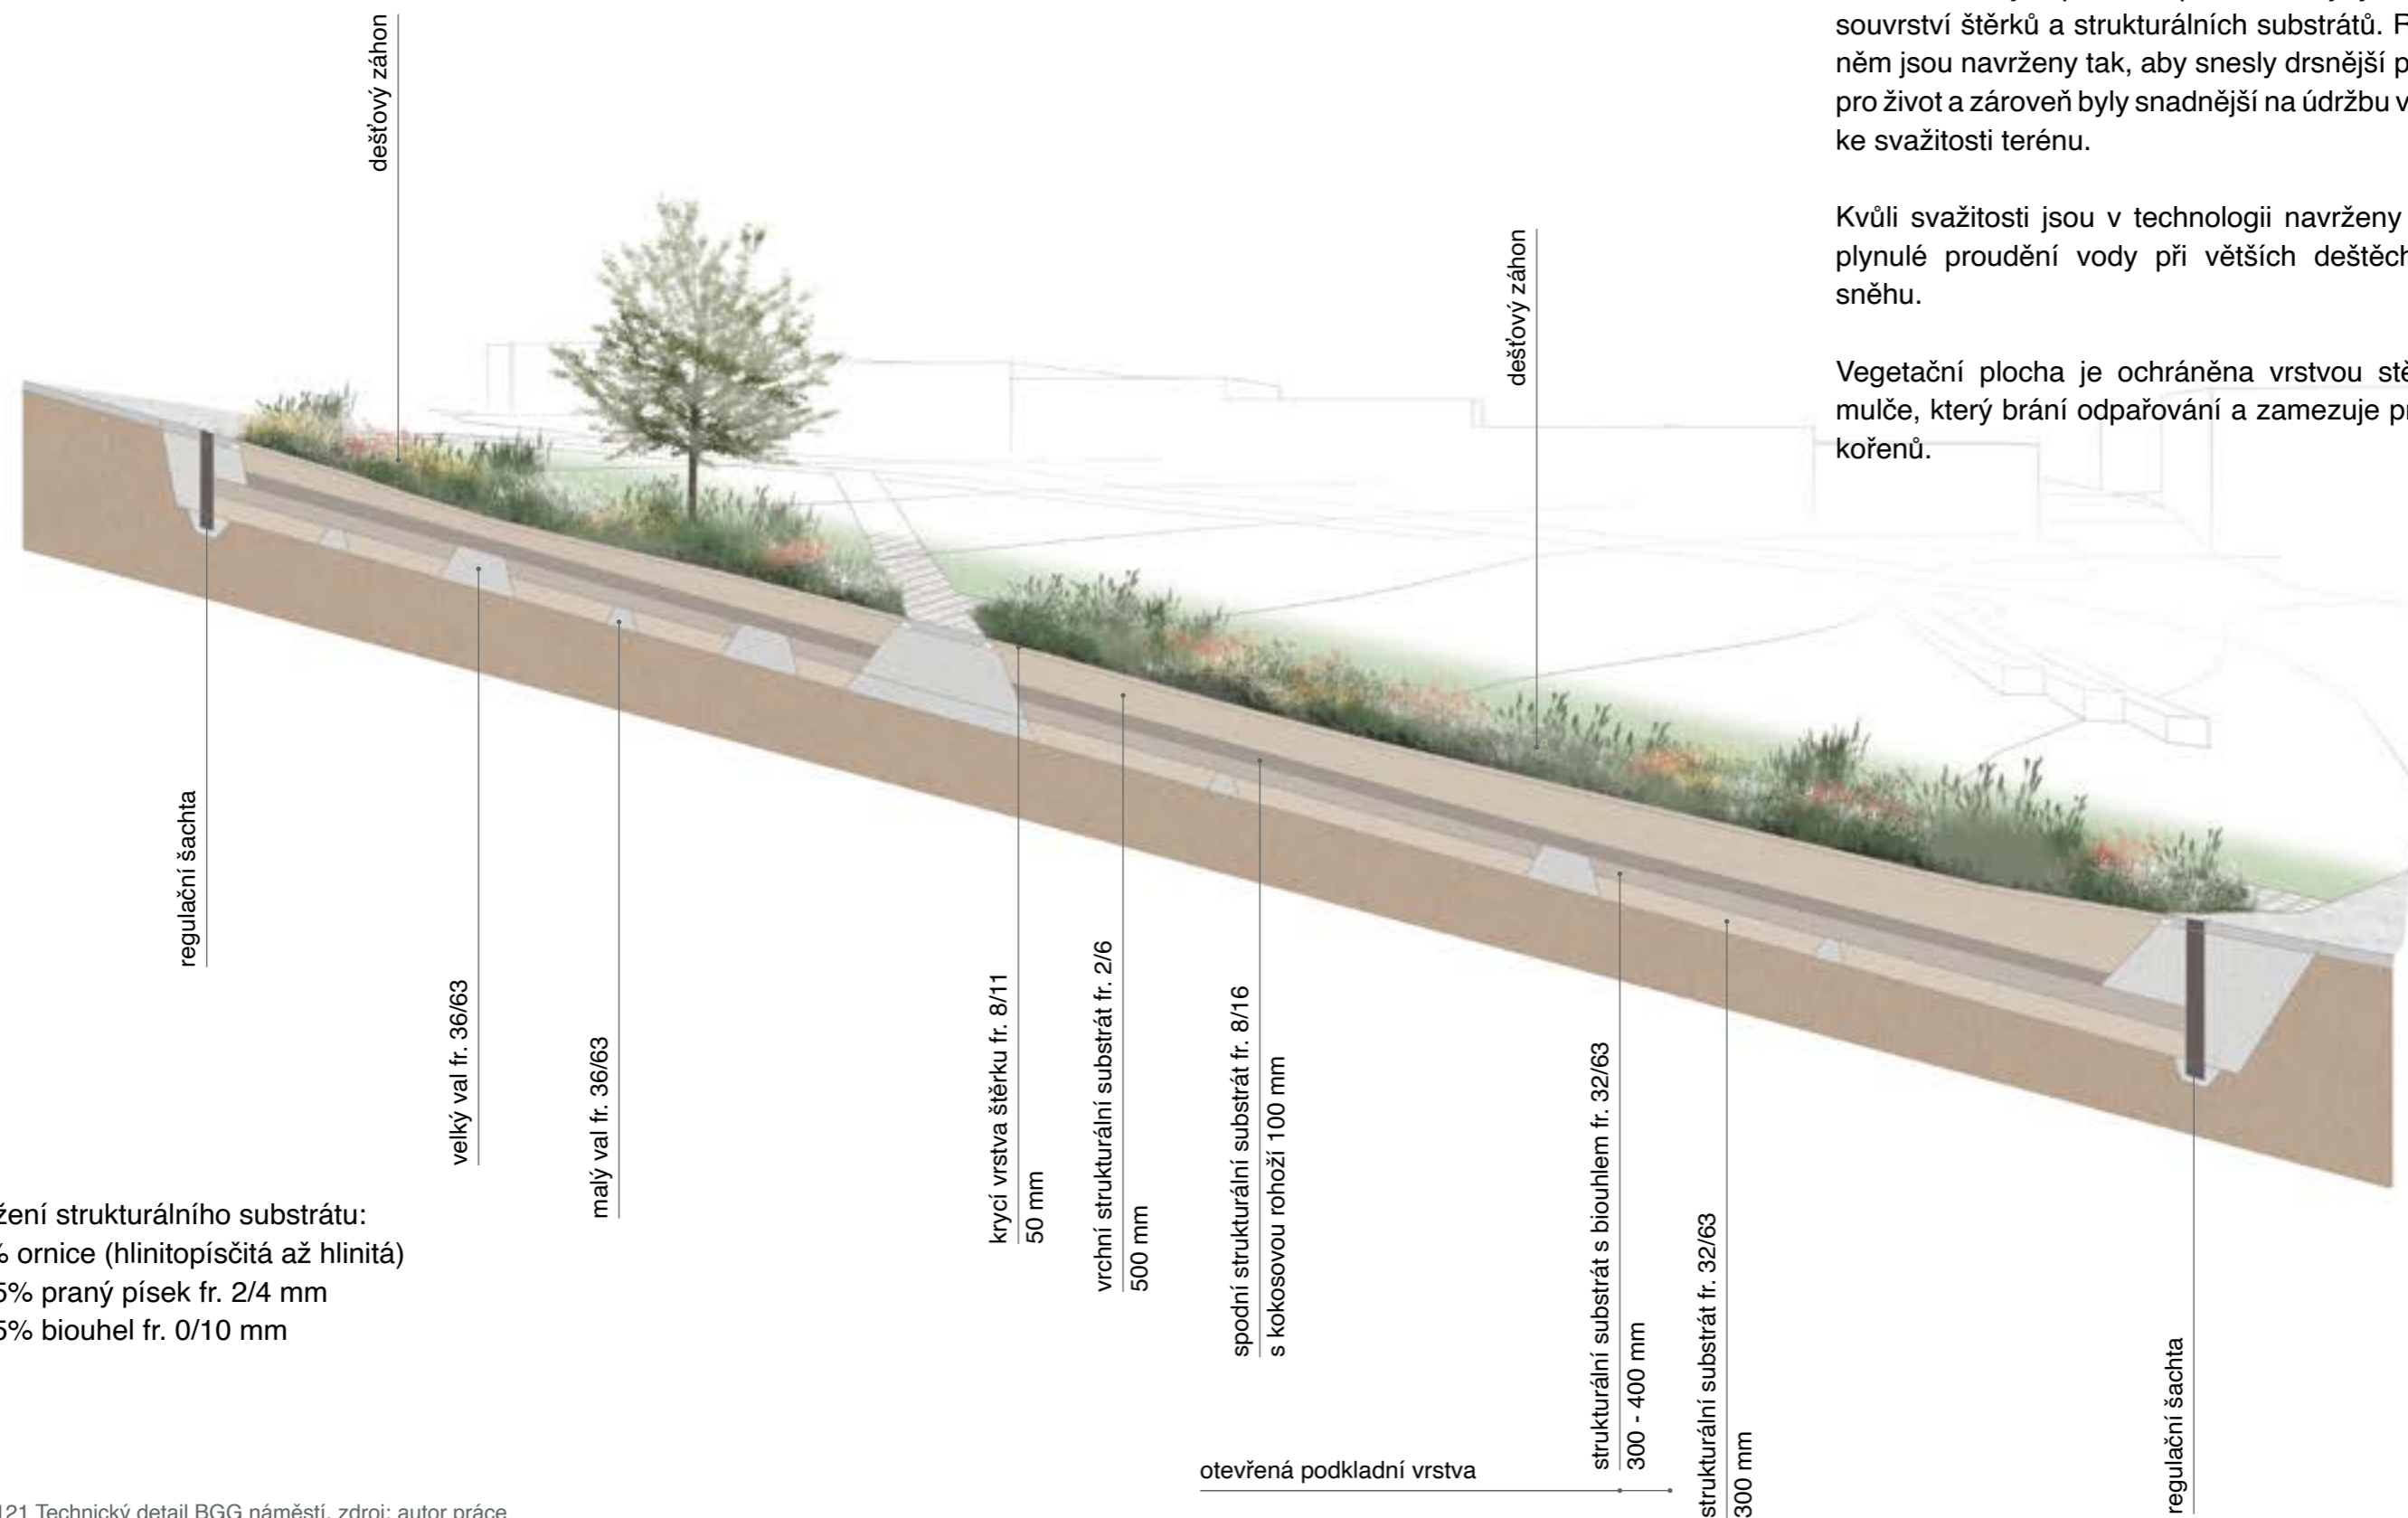 souvrství štěrků a strukturálních substrátů.
něm jsou navrženy tak, aby snesly drsnější
pro život a zároveň byly snadnější na údržbu
ke svažitosti terénu.
Kvůli svažitosti jsou v technologii navrženy
plynulé proudění vody při větších deštěch
sněhu.
Vegetační plocha je ochráněna vrstvou
mulče, který brání odpařování a zamezuje
kořenů.
dešťový záhon
dešťový záhon
regulační šachta
velký val fr. 36/63
malý val fr. 36/63
krycí vrstva štěrku fr. 8/11
50 mm
vrchní strukturální substrát fr. 2/6
500 mm
spodní strukturální substrát fr. 8/16
s kokosovou rohoží 100 mm
strukturální substrát s biouhlem fr. 32/63
300 - 400 mm
strukturální substrát fr. 32/63
300 mm
regulační šachta
otevřená podkladní vrstva
žení strukturálního substrátu:
% ornice (hlinitopísčitá až hlinitá)
5% praný písek fr. 2/4 mm
5% biouhel fr. 0/10 mm
121 Technický detail BGG náměstí, zdroj: autor práce